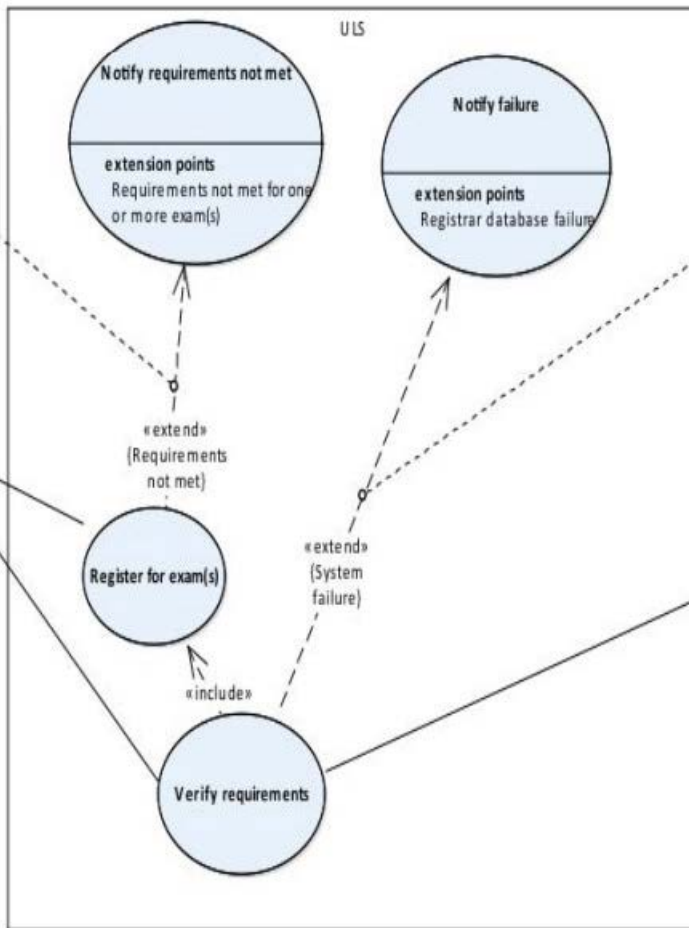 ULS
Notify requirements not met
extension points
Requirements not met for one
or more exam(s)
Notify failure
extension points
Registrar database failure
«extend»
(Requirements
not met)
«extend»
(System
failure)
Register for exam(s)
«include»
Verify requirements